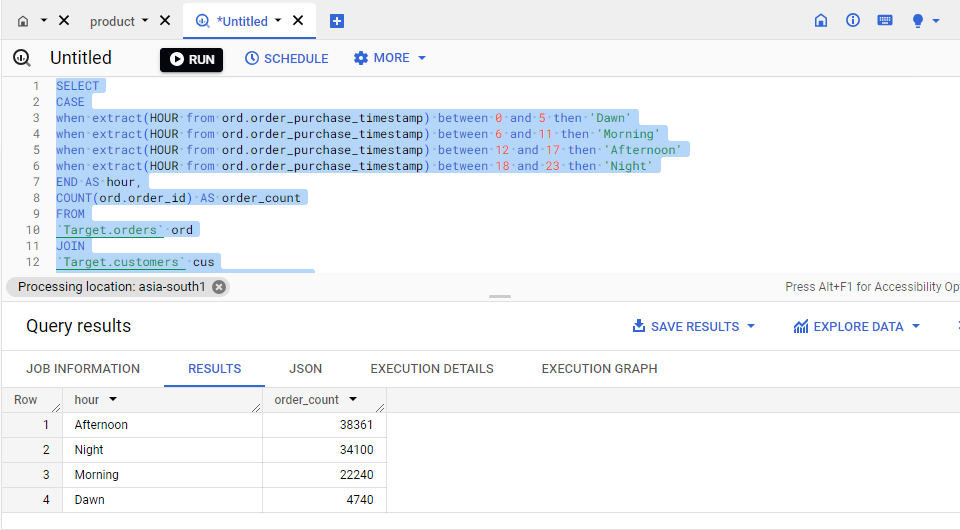 product
*Untitled
Untitled
RUN
SCHEDULE
MORE
1 SELECT
2 CASE
3 when extract(HOUR from ord.order_purchase_timestamp) between 0 and 5 then 'Dawn'
4 when extract(HOUR from ord.order_purchase_timestamp) between 6 and 11 then 'Morning'
5 when extract(HOUR from ord.order_purchase_timestamp) between 12 and 17 then 'Afternoon'
6 when extract(HOUR from ord.order_purchase_timestamp) between 18 and 23 then 'Night'
7 END AS hour,
8 COUNT(ord.order_id) AS order_count
9 FROM
10 `Target.orders` ord
11 JOIN
12 `Target.customers` cus
Processing location: asia-south1
Press Alt+F1 for Accessibility Op
Query results
SAVE RESULTS
EXPLORE DATA
JOB INFORMATION
RESULTS
JSON
EXECUTION DETAILS
EXECUTION GRAPH
Row hour order_count
1 Afternoon 38361
2 Night 34100
3 Morning 22240
4 Dawn 4740